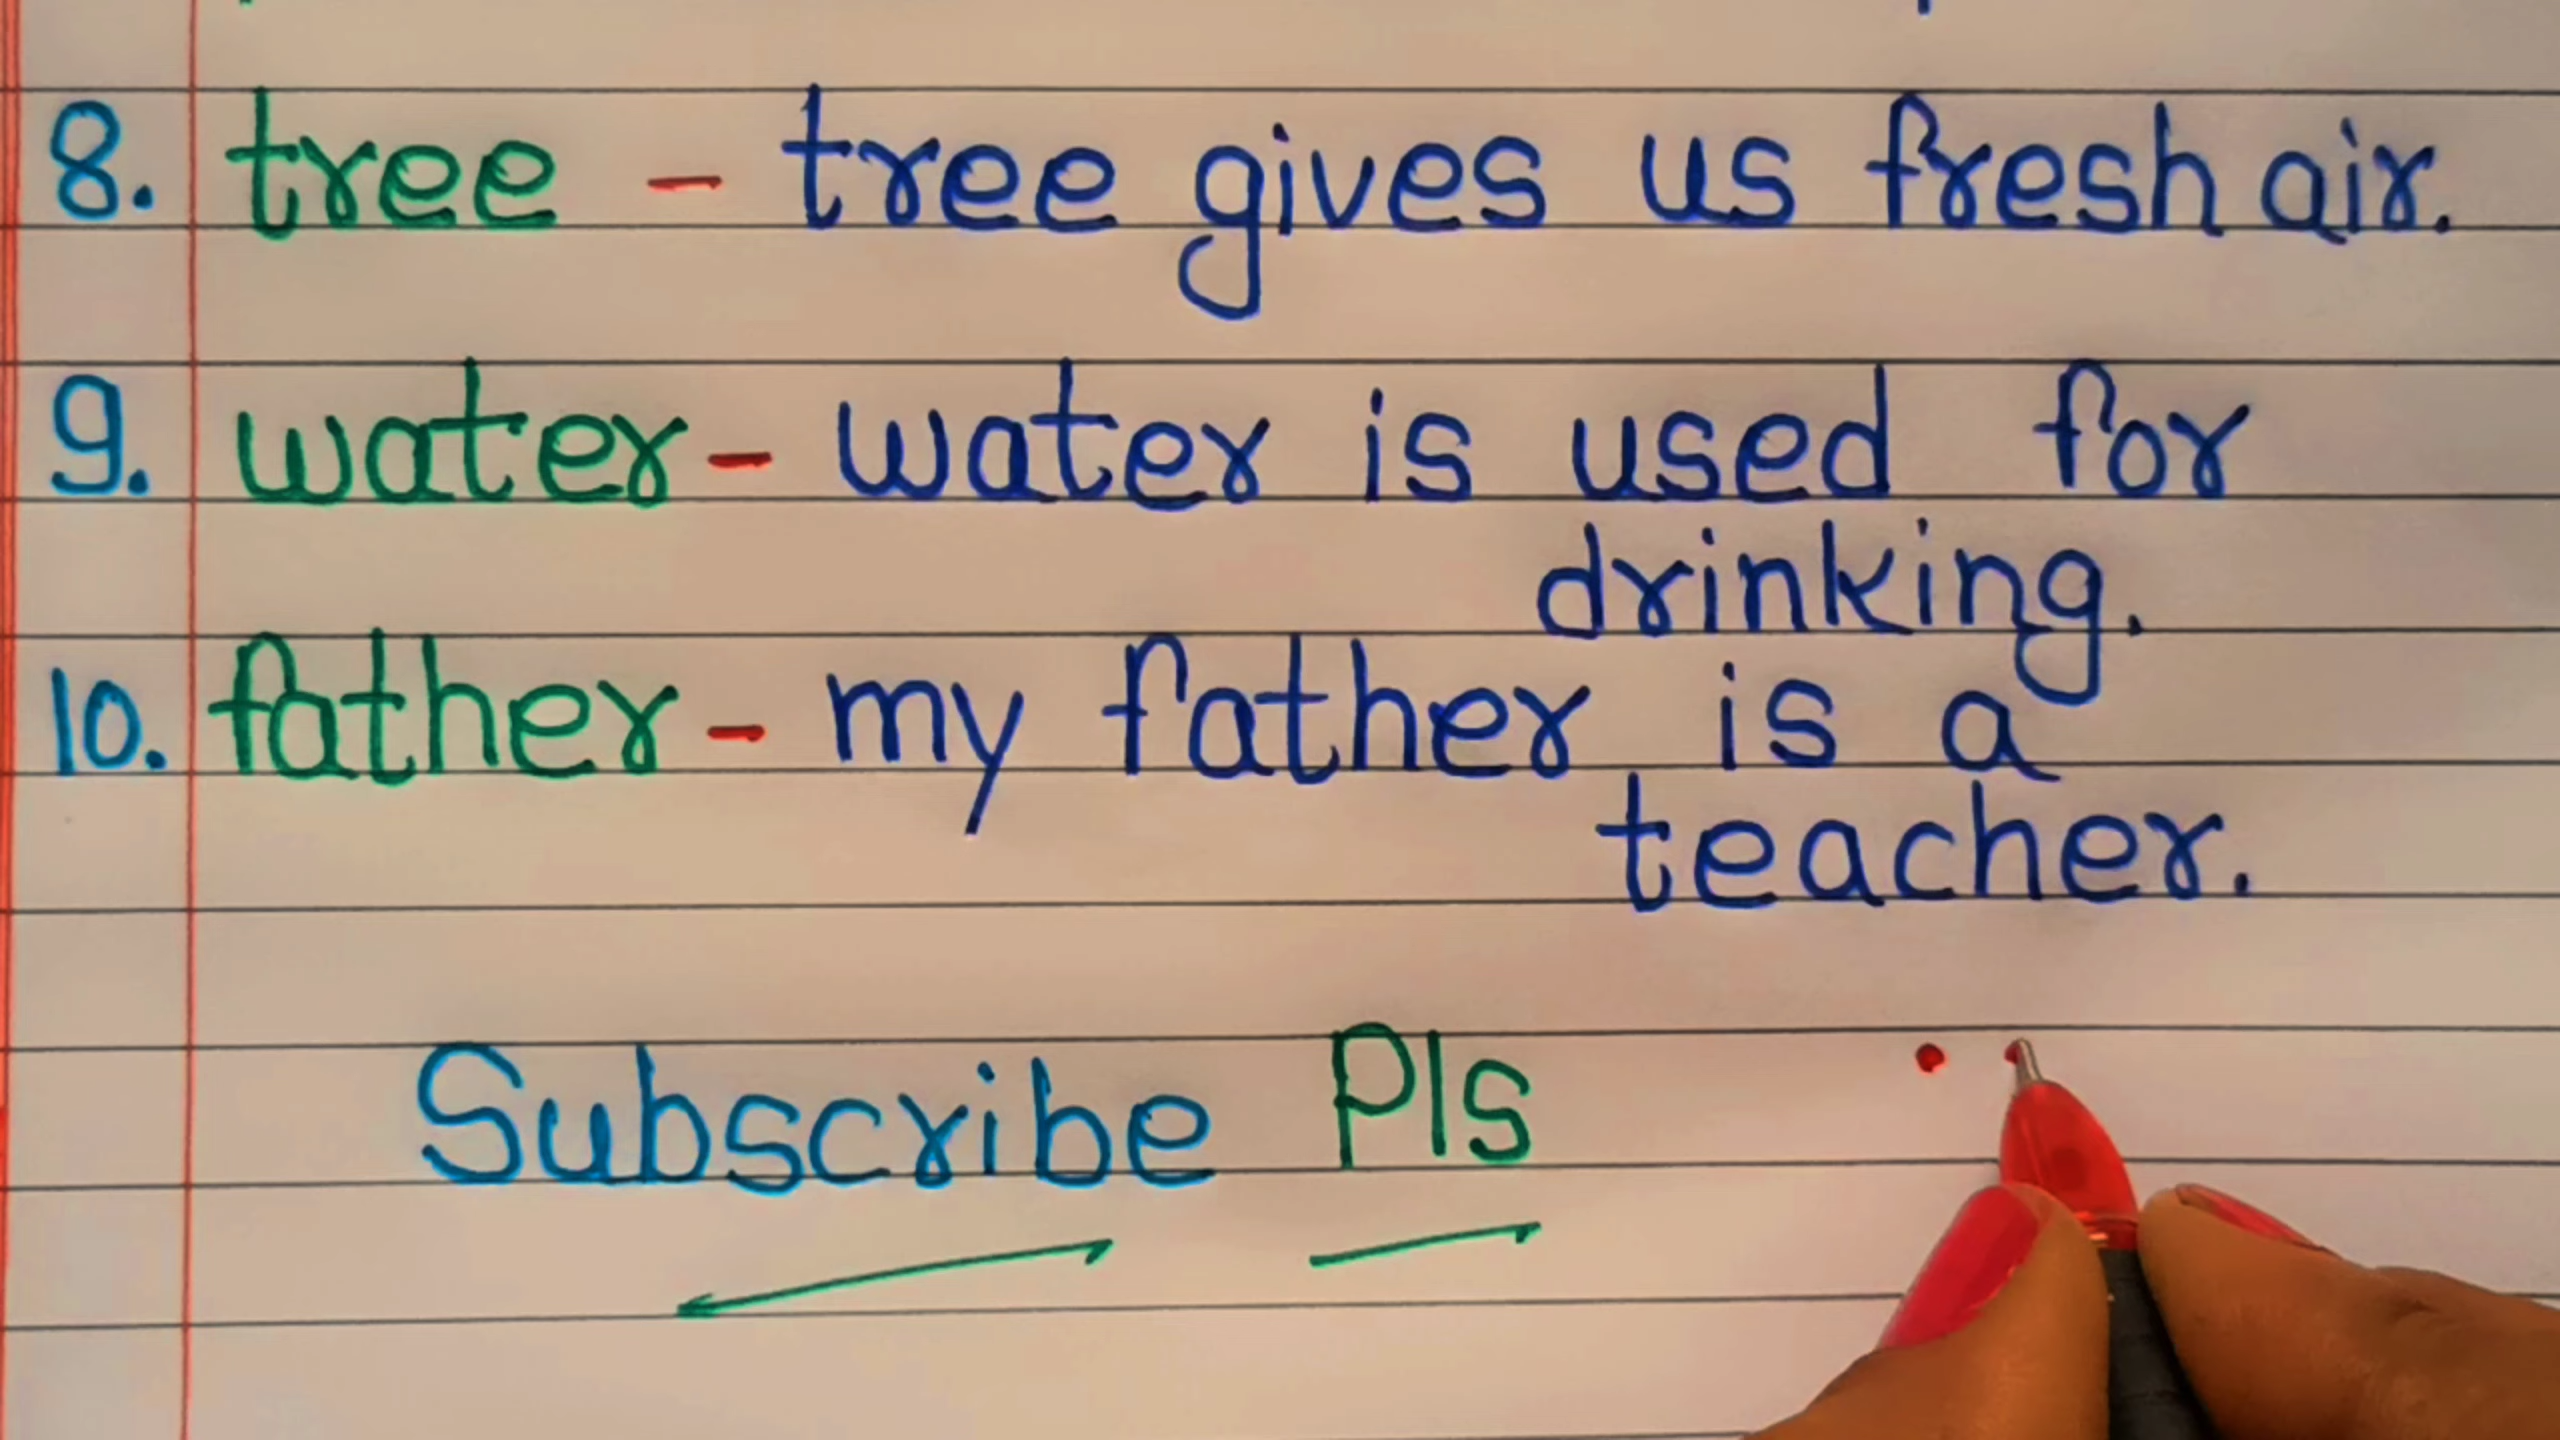 8. tree - tree gives us fresh air.
9. water - water is used for
drinking.
10. father - my father is a
teacher.
Subscribe Pls